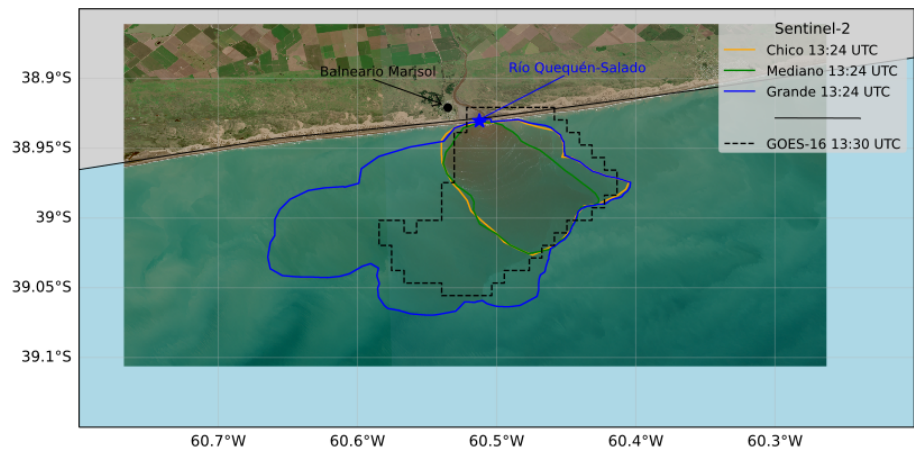 Sentinel-2
Chico 13:24 UTC
Mediano 13:24 UTC
Grande 13:24 UTC
GOES-16 13:30 UTC
Balneario Marisol
Río Quequén-Salado
38.9°S
38.95°S
39°S
39.05°S
39.1°S
60.7°W
60.6°W
60.5°W
60.4°W
60.3°W